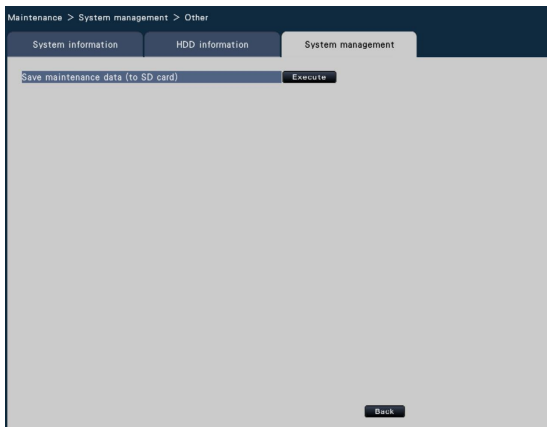 Maintenance > System management > Other
System information HDD information System management
Save maintenance data (to SD card) Execute
Back